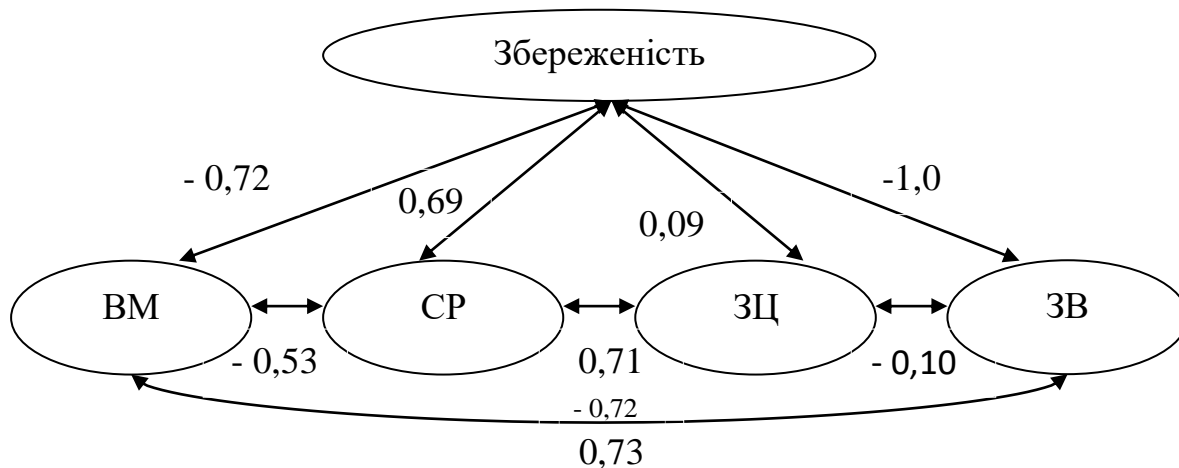 Збереженість
- 0,72
0,69
0,09
-1,0
ВМ
СР
ЗЦ
ЗВ
- 0,53
0,71
- 0,10
- 0,72
0,73